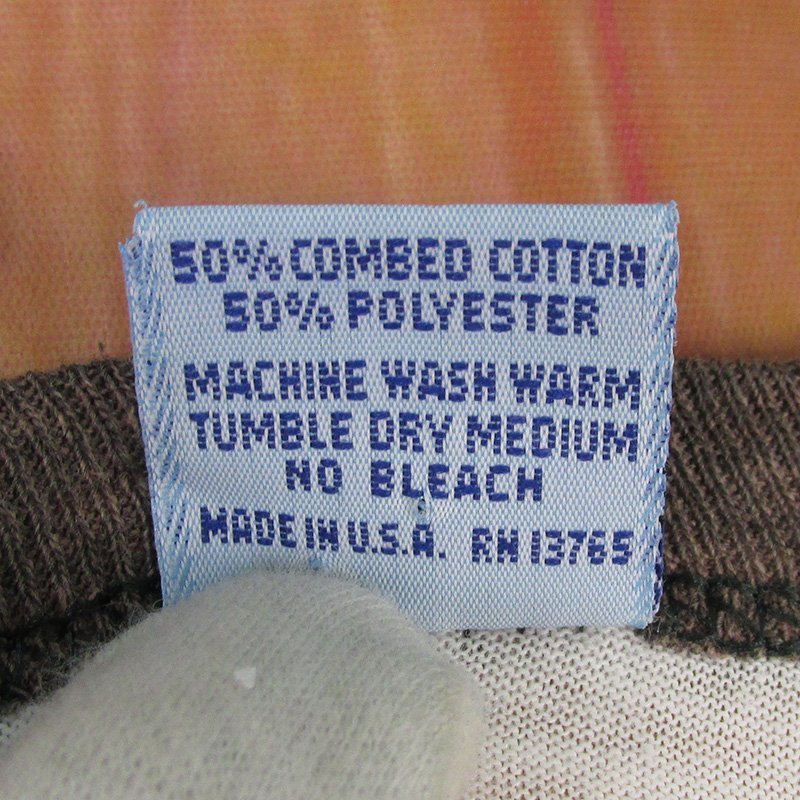 50% COMBED COTTON
50% POLYESTER
MACHINE WASH WARM
TUMBLE DRY MEDIUM
NO BLEACH
MADE IN U.S.A. RN 13765